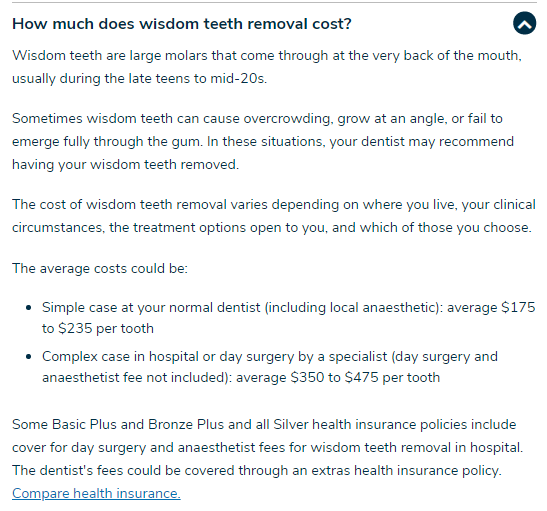 How much does wisdom teeth removal cost?
Wisdom teeth are large molars that come through at the very back of the mouth,
usually during the late teens to mid-20s.
Sometimes wisdom teeth can cause overcrowding, grow at an angle, or fail to
emerge fully through the gum. In these situations, your dentist may recommend
having your wisdom teeth removed.
The cost of wisdom teeth removal varies depending on where you live, your clinical
circumstances, the treatment options open to you, and which of those you choose.
The average costs could be:
• Simple case at your normal dentist (including local anaesthetic): average $175
to $235 per tooth
• Complex case in hospital or day surgery by a specialist (day surgery and
anaesthetist fee not included): average $350 to $475 per tooth
Some Basic Plus and Bronze Plus and all Silver health insurance policies include
cover for day surgery and anaesthetist fees for wisdom teeth removal in hospital.
The dentist's fees could be covered through an extras health insurance policy.
Compare health insurance.